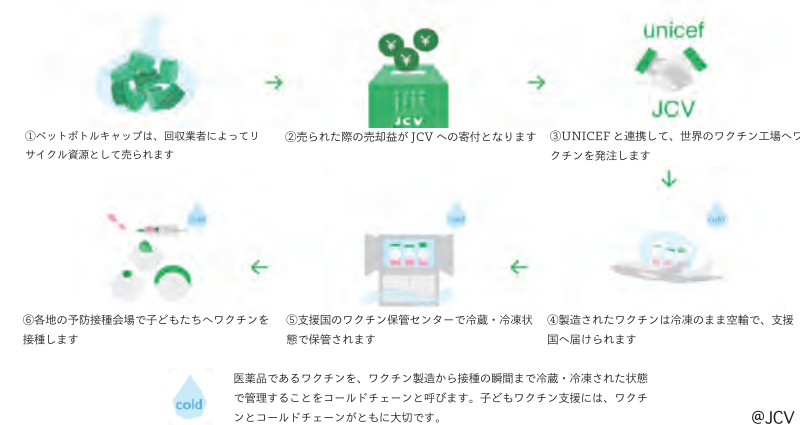 unicef
JCV
JCV
①ペットボトルキャップは、回収業者によってリ
サイクル資源として売られます
②売られた際の売却益が JCV への寄付となります
③UNICEF と連携して、世界のワクチン工場へワ
クチンを発注します
cold
cold
cold
⑥各地の予防接種会場で子どもたちへワクチンを
接種します
⑤支援国のワクチン保管センターで冷蔵・冷凍状
態で保管されます
④製造されたワクチンは冷凍のまま空輸で、支援
国へ届けられます
cold
医薬品であるワクチンを、ワクチン製造から接種の瞬間まで冷蔵・冷凍された状態
で管理することをコールドチェーンと呼びます。子どもワクチン支援には、ワクチ
ンとコールドチェーンがともに大切です。
@JCV